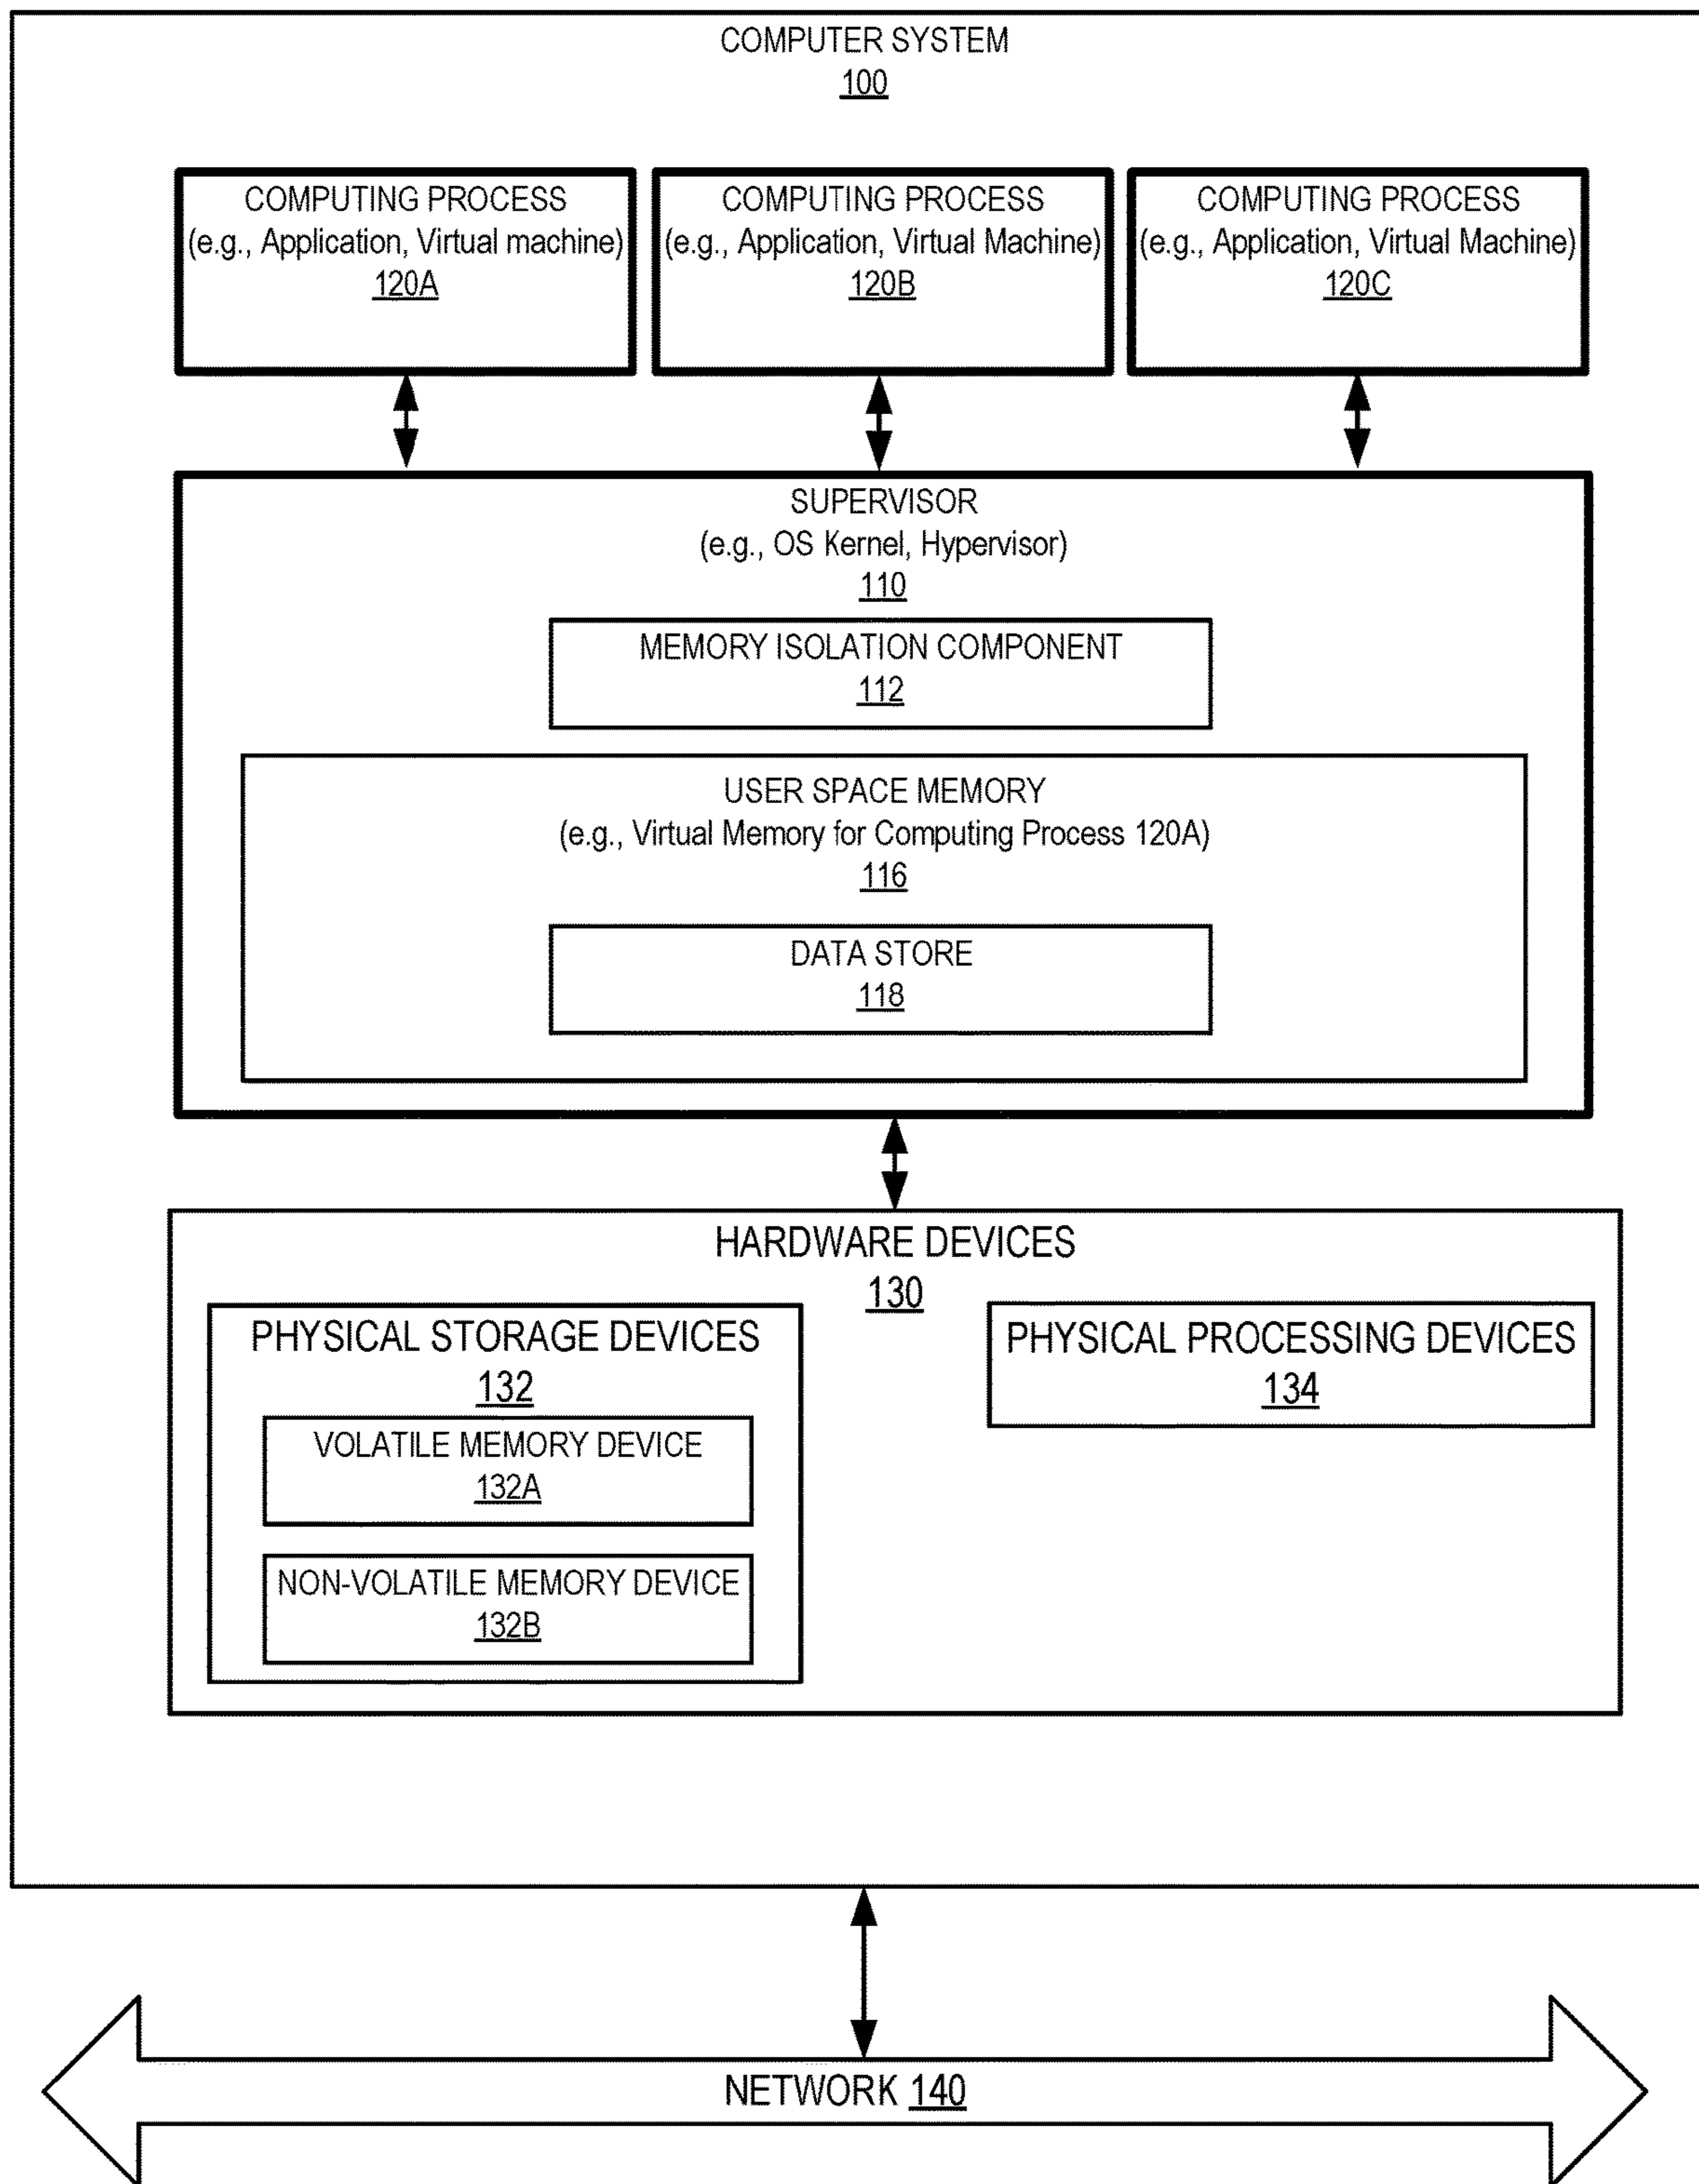 COMPUTER SYSTEM
100
COMPUTING PROCESS
(e.g., Application, Virtual machine)
120A
COMPUTING PROCESS
(e.g., Application, Virtual Machine)
120B
COMPUTING PROCESS
(e.g., Application, Virtual Machine)
120C
SUPERVISOR
(e.g., OS Kernel, Hypervisor)
110
MEMORY ISOLATION COMPONENT
112
USER SPACE MEMORY
(e.g., Virtual Memory for Computing Process 120A)
116
DATA STORE
118
HARDWARE DEVICES
130
PHYSICAL STORAGE DEVICES
132
VOLATILE MEMORY DEVICE
132A
NON-VOLATILE MEMORY DEVICE
132B
PHYSICAL PROCESSING DEVICES
134
NETWORK 140